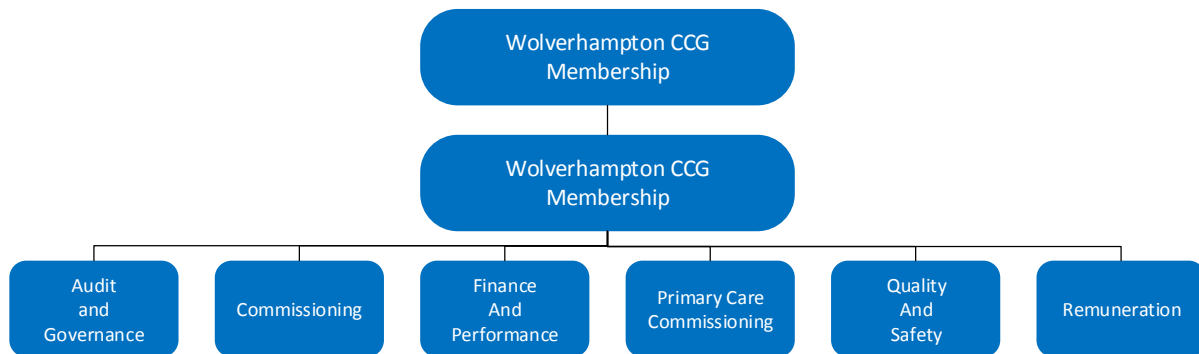 Wolverhampton CCG
Membership
Wolverhampton CCG
Membership
Audit
and
Governance
Commissioning
Finance
And
Performance
Primary Care
Commissioning
Quality
And
Safety
Remuneration